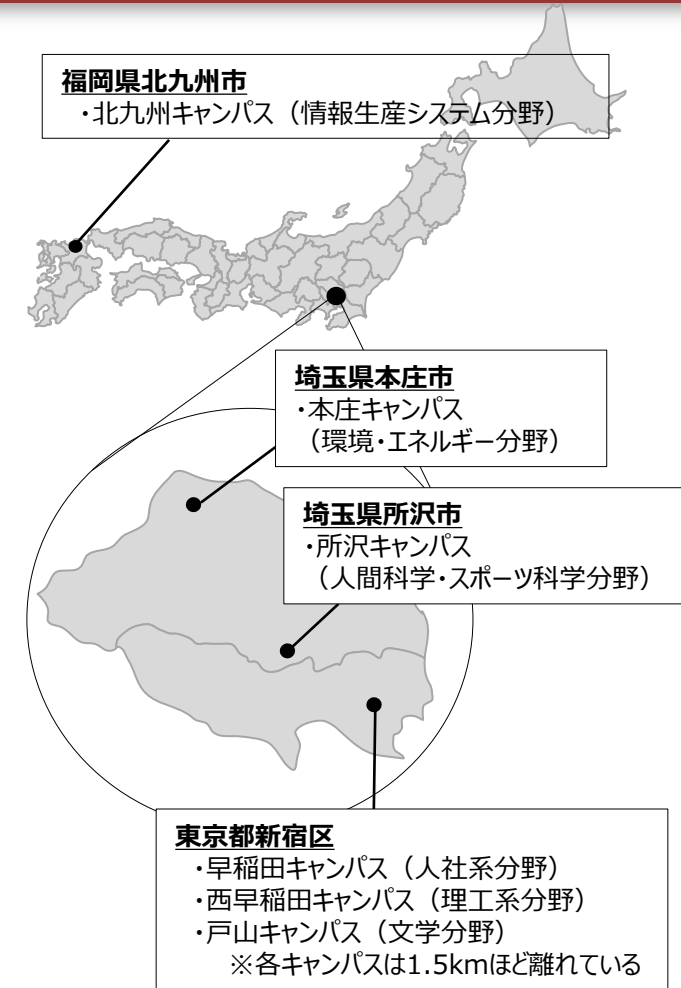 福岡県北九州市
・北九州キャンパス（情報生産システム分野）
埼玉県本庄市
・本庄キャンパス
（環境・エネルギー分野）
埼玉県所沢市
・所沢キャンパス
（人間科学・スポーツ科学分野）
東京都新宿区
・早稲田キャンパス（人社系分野）
・西早稲田キャンパス（理工系分野）
・戸山キャンパス（文学分野）
※各キャンパスは1.5kmほど離れている